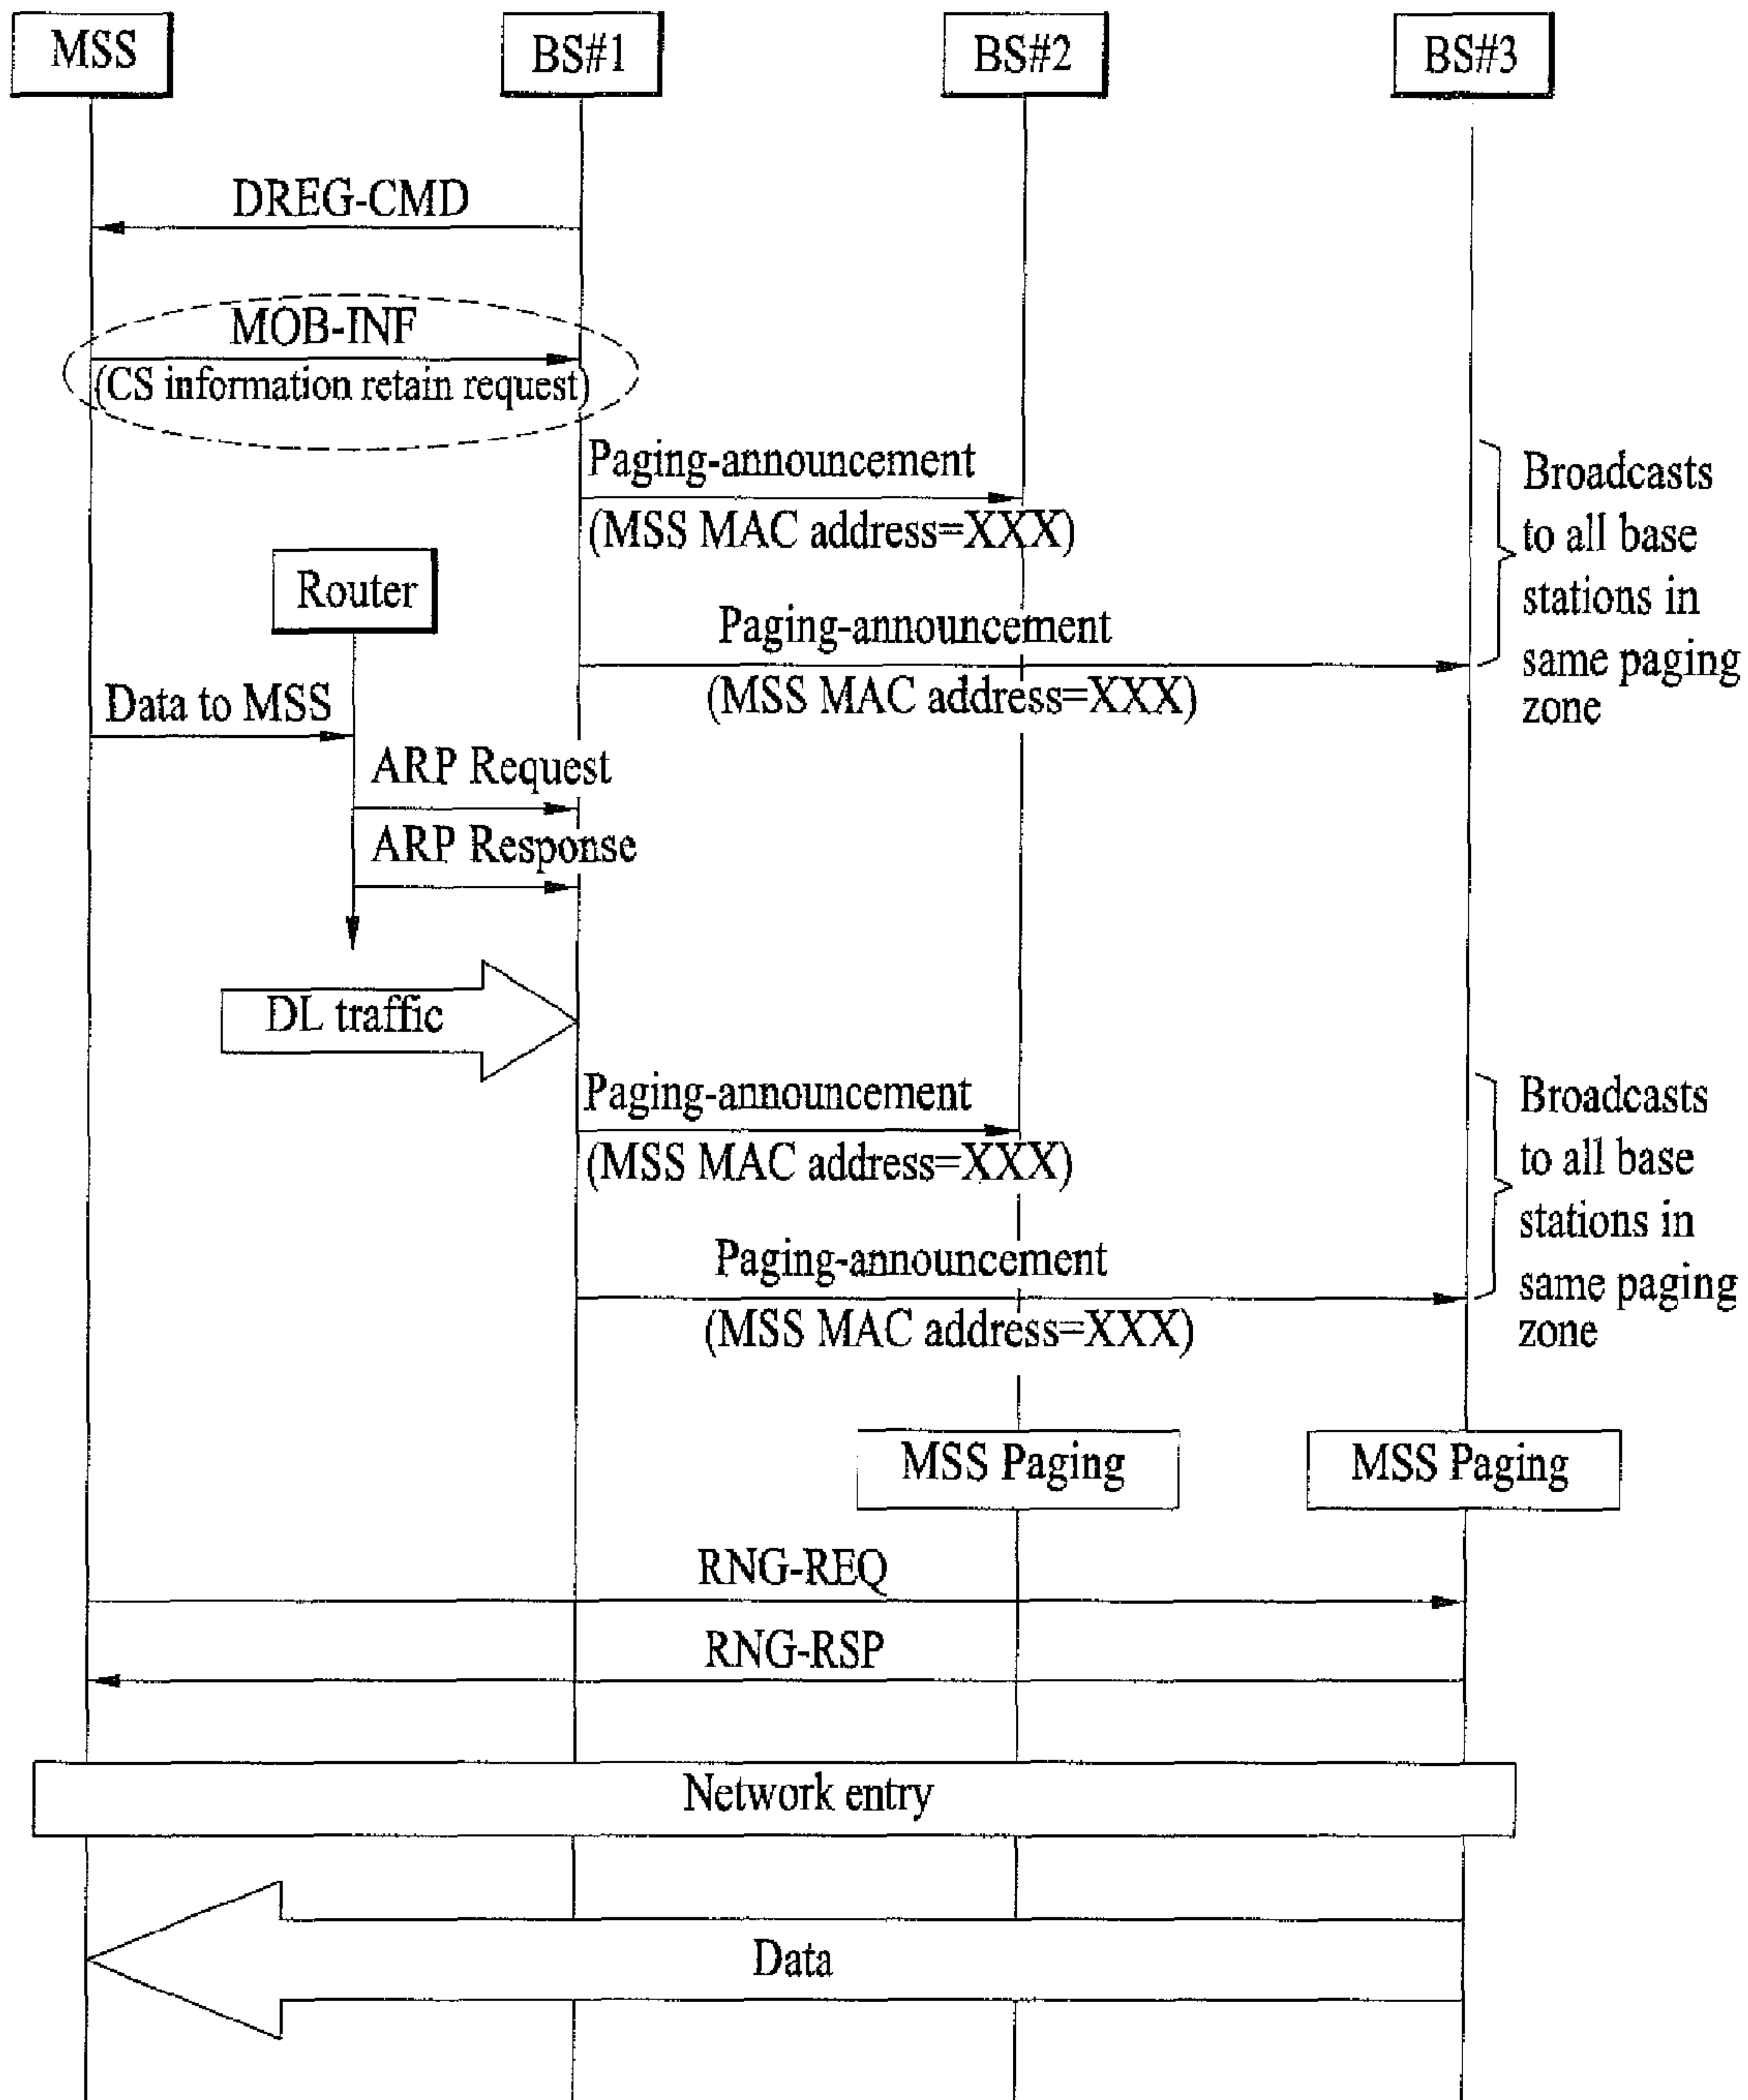 MSS
BS#1
BS#2
BS#3
DREG-CMD
MOB-INF
(CS information retain request)
Paging-announcement
(MSS MAC address=XXX)
Broadcasts
to all base
stations in
same paging
zone
Router
Paging-announcement
(MSS MAC address=XXX)
Data to MSS
ARP Request
ARP Response
DL traffic
Paging-announcement
(MSS MAC address=XXX)
Broadcasts
to all base
stations in
same paging
zone
Paging-announcement
(MSS MAC address=XXX)
MSS Paging
MSS Paging
RNG-REQ
RNG-RSP
Network entry
Data